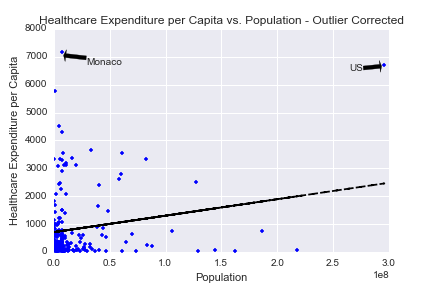 Healthcare Expenditure per Capita vs. Population - Outlier Corrected
8000
7000
6000
5000
4000
3000
2000
1000
0
Healthcare Expenditure per Capita
Monaco
US
0.0 0.5 1.0 1.5 2.0 2.5 3.0
1e8
Population